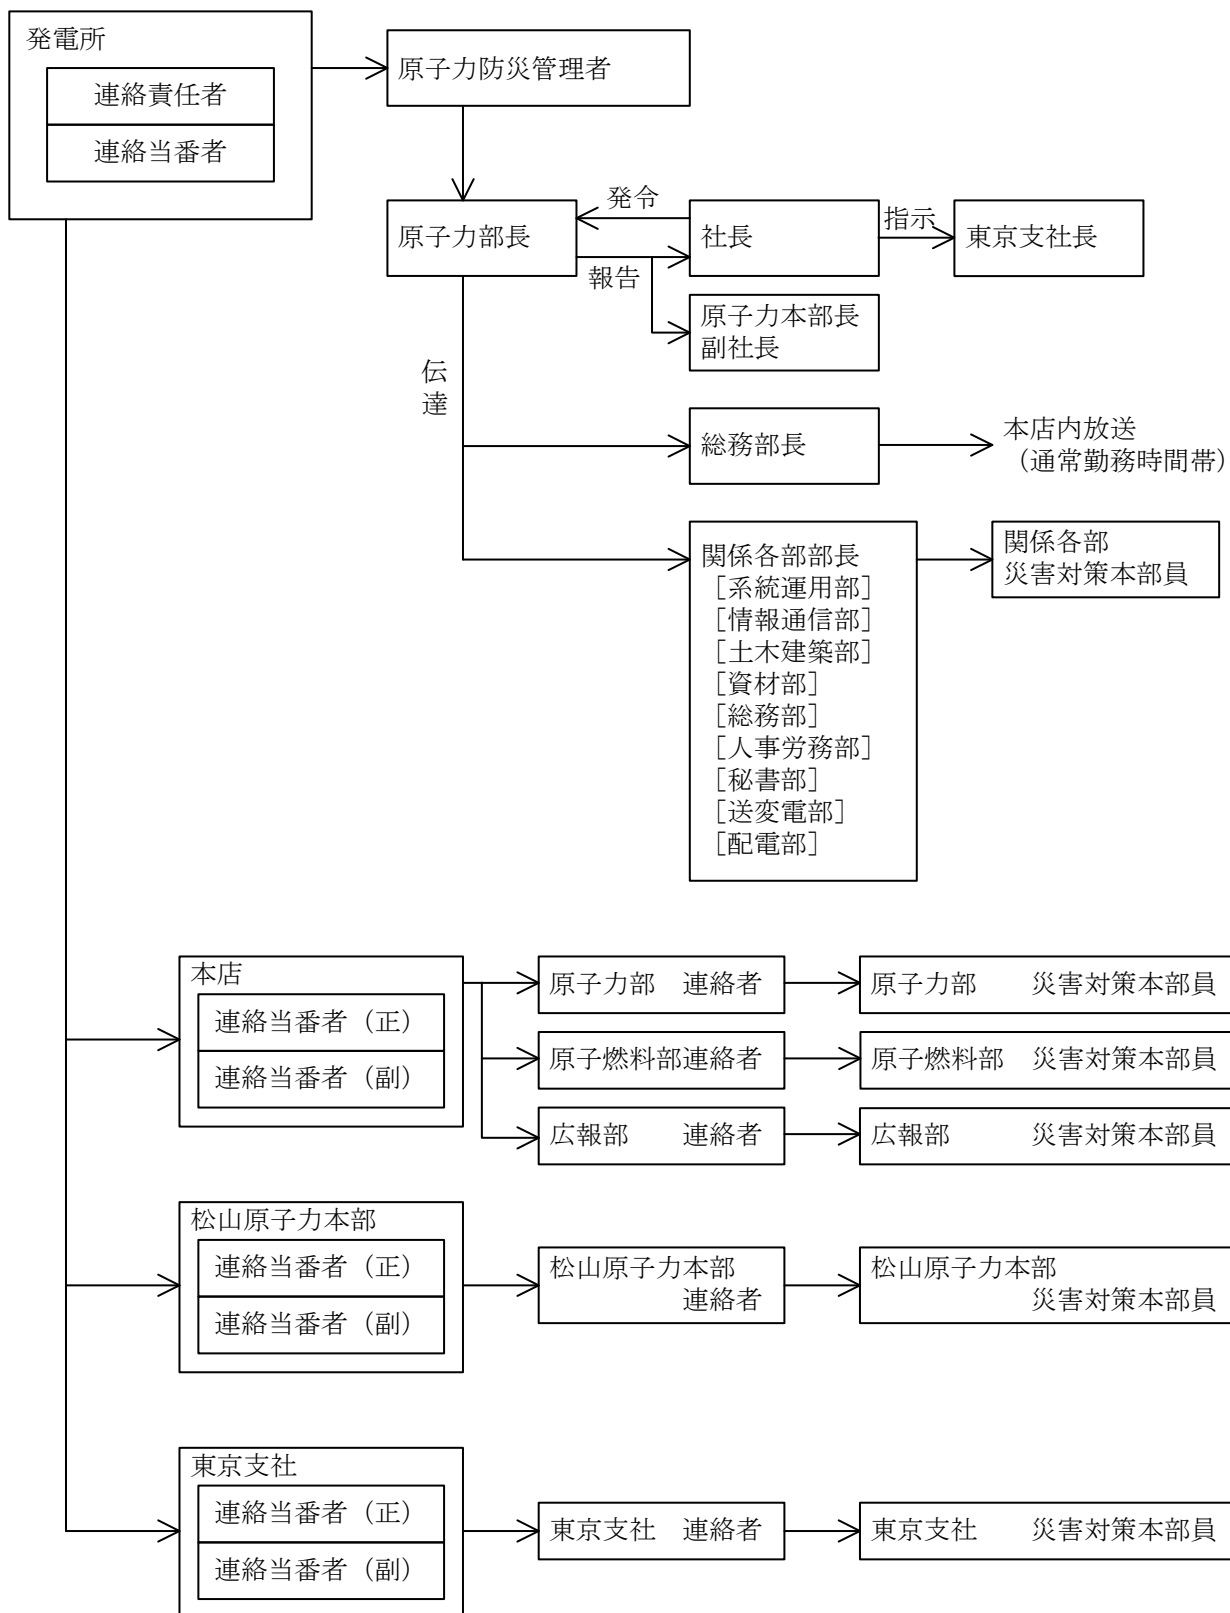 発電所
連絡責任者
連絡当番者
原子力防災管理者
原子力部長
発令
報告
社長
指示
東京支社長
原子力本部長
副社長
伝
達
総務部長
本店内放送
（通常勤務時間帯）
関係各部部長
［系統運用部］
［情報通信部］
［土木建築部］
［資材部］
［総務部］
［人事労務部］
［秘書部］
［送変電部］
［配電部］
関係各部
災害対策本部員
本店
連絡当番者（正）
連絡当番者（副）
原子力部　連絡者
原子力部　　災害対策本部員
原子燃料部連絡者
原子燃料部　災害対策本部員
広報部　　連絡者
広報部　　　災害対策本部員
松山原子力本部
連絡当番者（正）
連絡当番者（副）
松山原子力本部
連絡者
松山原子力本部
災害対策本部員
東京支社
連絡当番者（正）
連絡当番者（副）
東京支社　連絡者
東京支社　　災害対策本部員